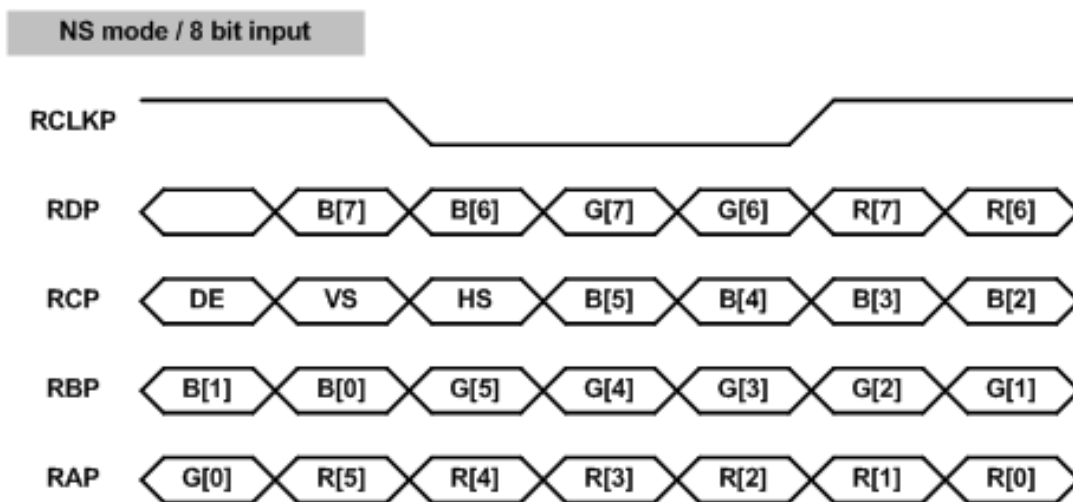 NS mode / 8 bit input
RCLKP
RDP B[7] B[6] G[7] G[6] R[7] R[6]
RCP DE VS HS B[5] B[4] B[3] B[2]
RBP B[1] B[0] G[5] G[4] G[3] G[2] G[1]
RAP G[0] R[5] R[4] R[3] R[2] R[1] R[0]